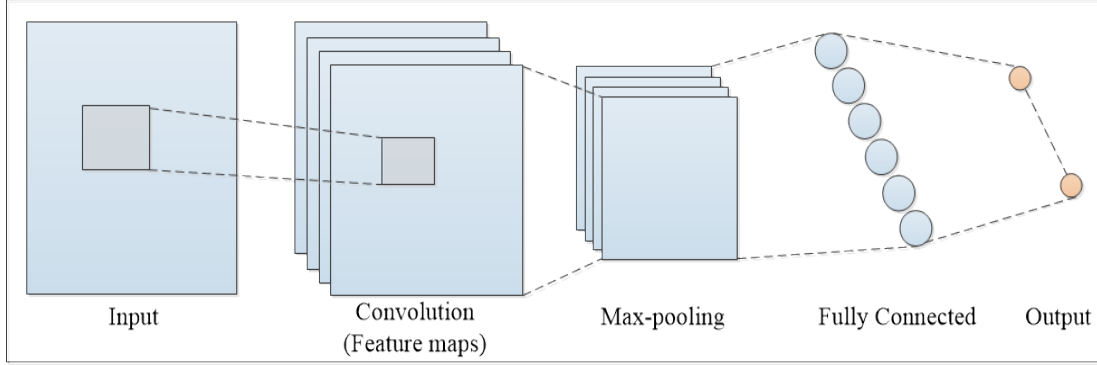 Input
Convolution
(Feature maps)
Max-pooling
Fully Connected
Output